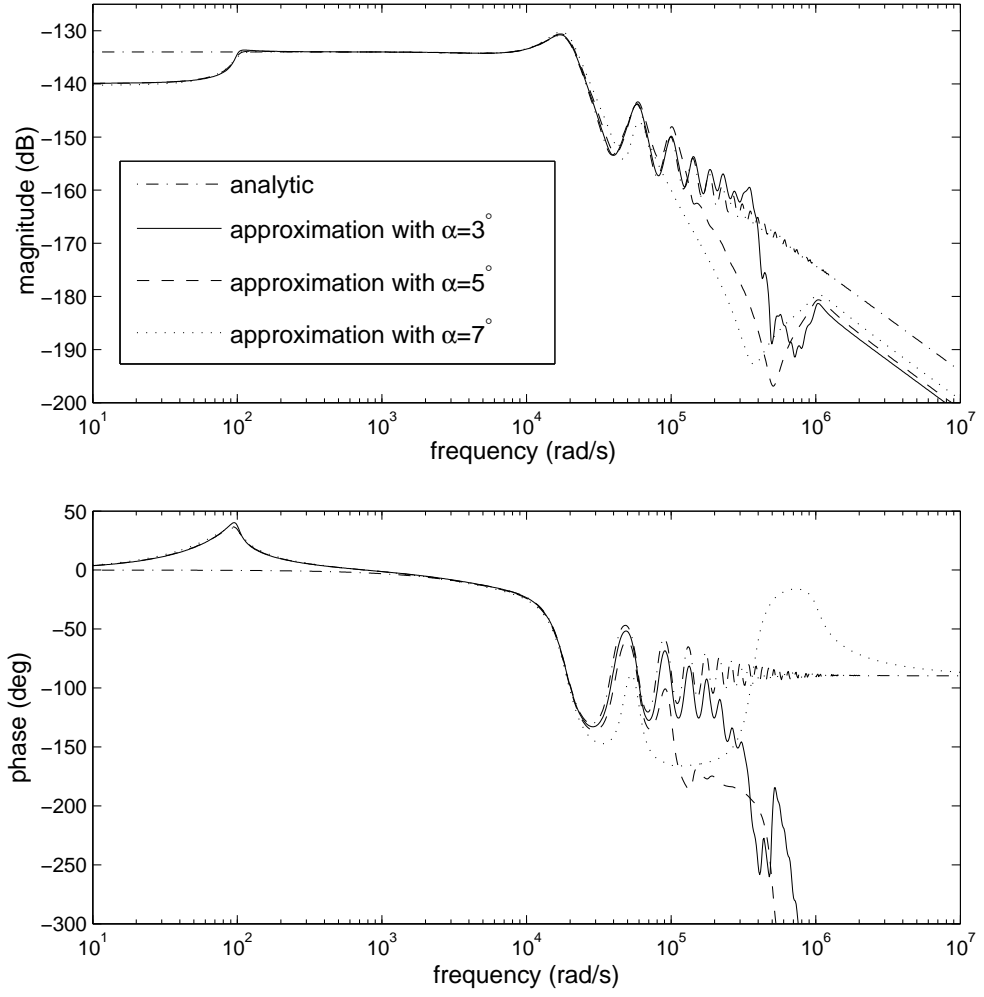 −130
−140
−150
−160
−170
−180
−190
−200
magnitude (dB)
analytic
approximation with α=3°
approximation with α=5°
approximation with α=7°
10^1 10^2 10^3 10^4 10^5 10^6 10^7
frequency (rad/s)
50
0
−50
−100
−150
−200
−250
−300
phase (deg)
10^1 10^2 10^3 10^4 10^5 10^6 10^7
frequency (rad/s)